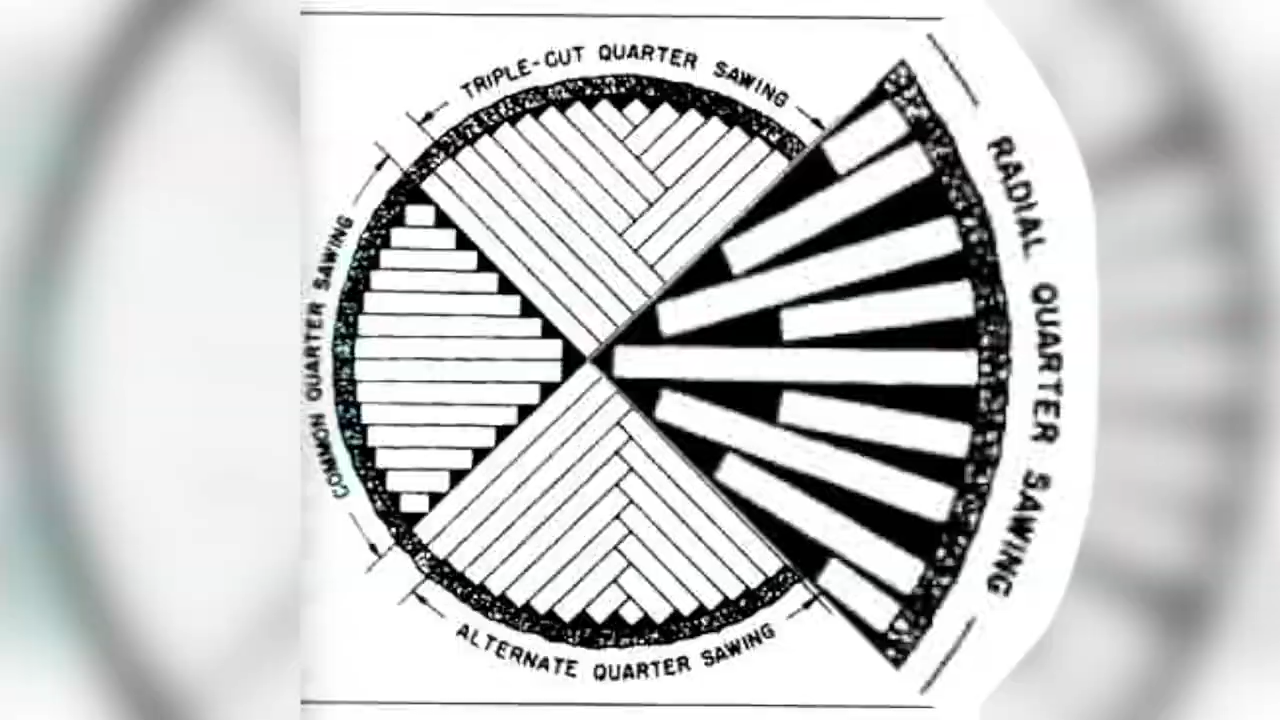 TRIPLE-CUT QUARTER SAWING
COMMON QUARTER SAWING
RADIAL QUARTER SAWING
ALTERNATE QUARTER SAWING